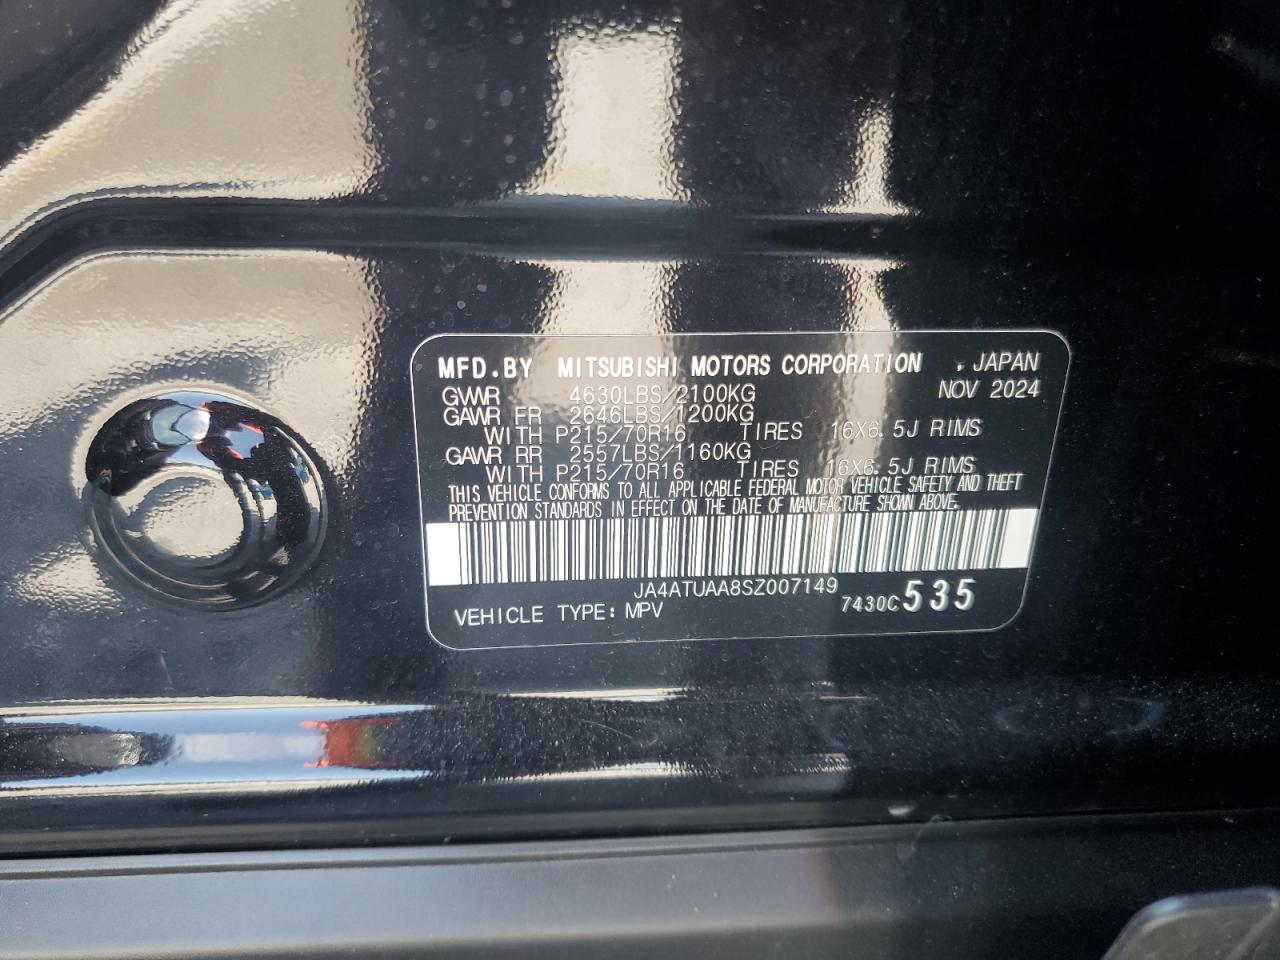 MFD.BY MITSUBISHI MOTORS CORPORATION , JAPAN
GVWR 4630LBS/2100KG NOV 2024
GAWR FR 2646LBS/1200KG
WITH P215/70R16 TIRES 16X6.5J RIMS
GAWR RR 2557LBS/1160KG
WITH P215/70R16 TIRES 16X6.5J RIMS
THIS VEHICLE CONFORMS TO ALL APPLICABLE FEDERAL MOTOR VEHICLE SAFETY AND THEFT
PREVENTION STANDARDS IN EFFECT ON THE DATE OF MANUFACTURE SHOWN ABOVE.
JA4ATUAA8SZ007149
VEHICLE TYPE: MPV 7430C535